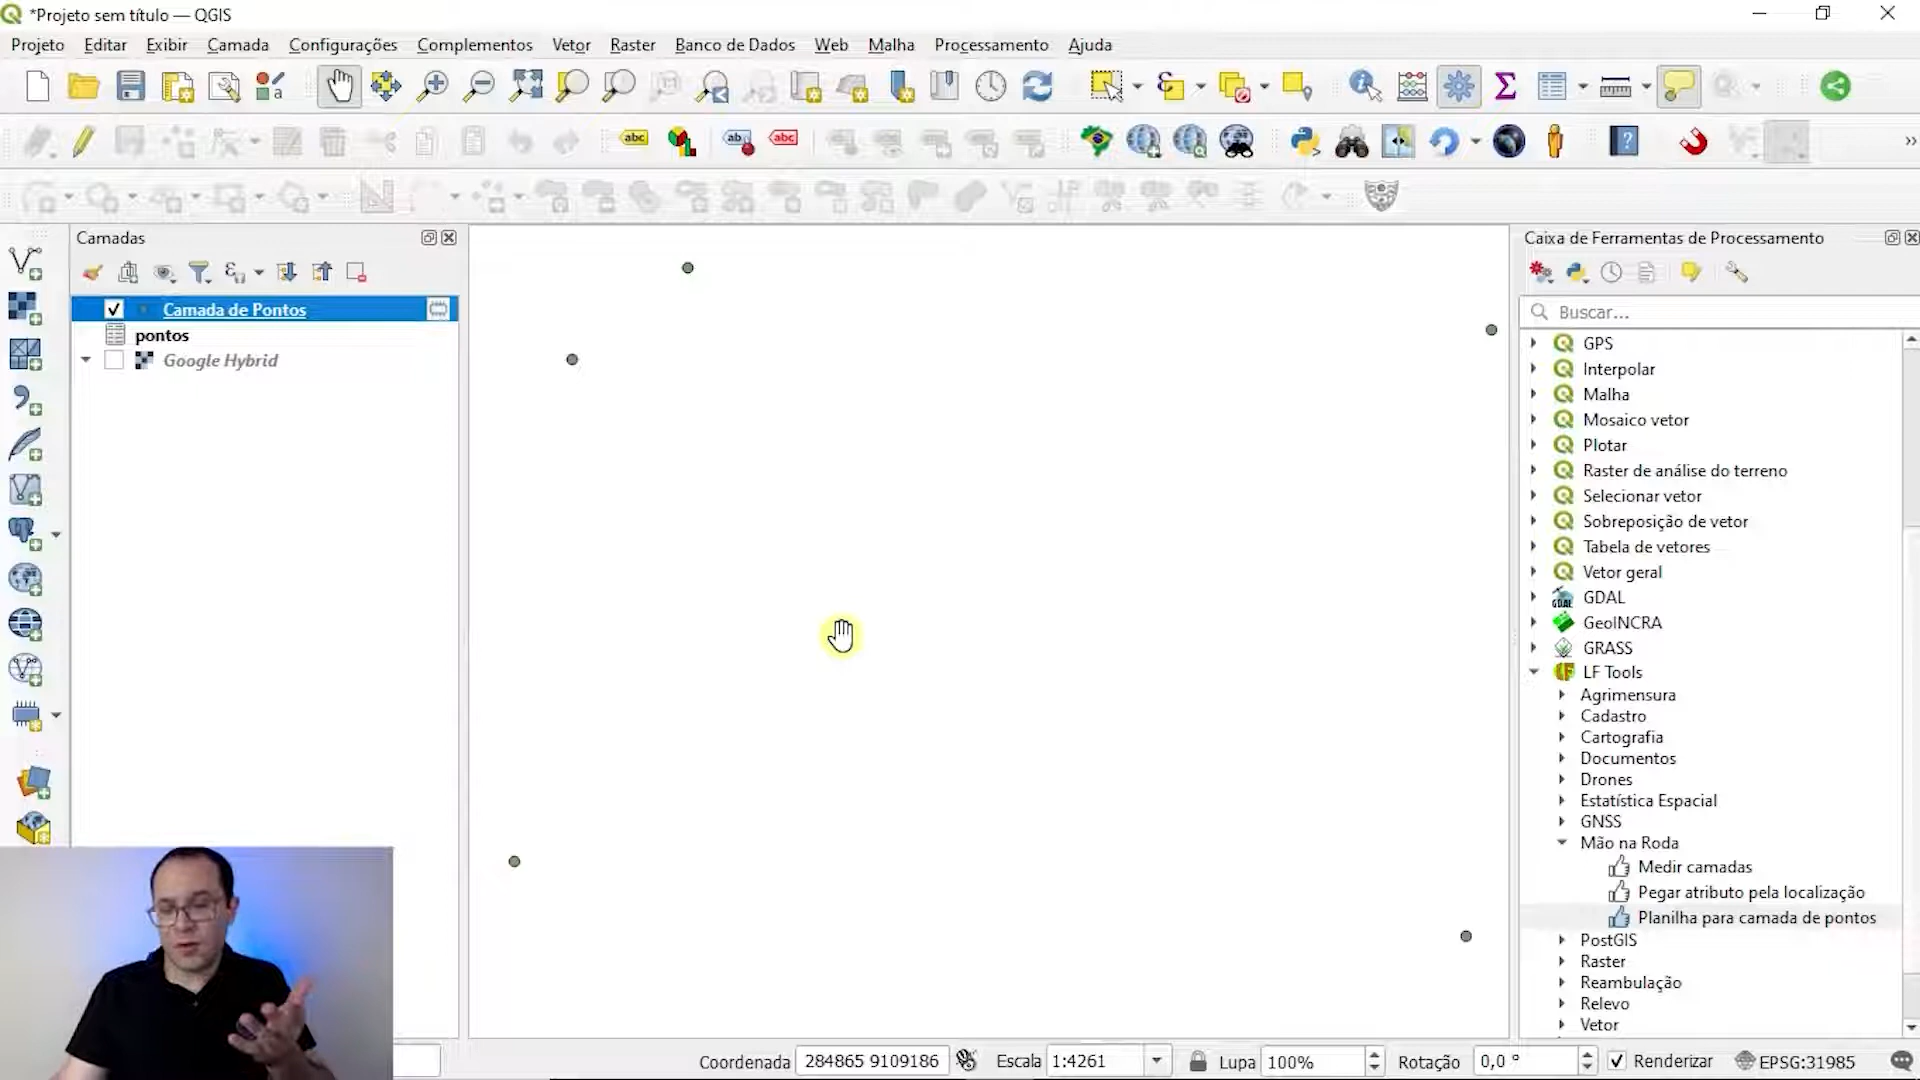 *Projeto sem título — QGIS
Projeto Editar Exibir Camada Configurações Complementos Vetor Raster Banco de Dados Web Malha Processamento Ajuda
abc ab abc
Camadas
Camada de Pontos
pontos
Google Hybrid
Caixa de Ferramentas de Processamento
Buscar...
GPS
Interpolar
Malha
Mosaico vetor
Plotar
Raster de análise do terreno
Selecionar vetor
Sobreposição de vetor
Tabela de vetores
Vetor geral
GDAL
GeoINCRA
GRASS
LF Tools
Agrimensura
Cadastro
Cartografia
Documentos
Drones
Estatística Espacial
GNSS
Mão na Roda
Medir camadas
Pegar atributo pela localização
Planilha para camada de pontos
PostGIS
Raster
Reambulação
Relevo
Vetor
Coordenada 284865 9109186 Escala 1:4261 Lupa 100% Rotação 0,0 ° Renderizar EPSG:31985